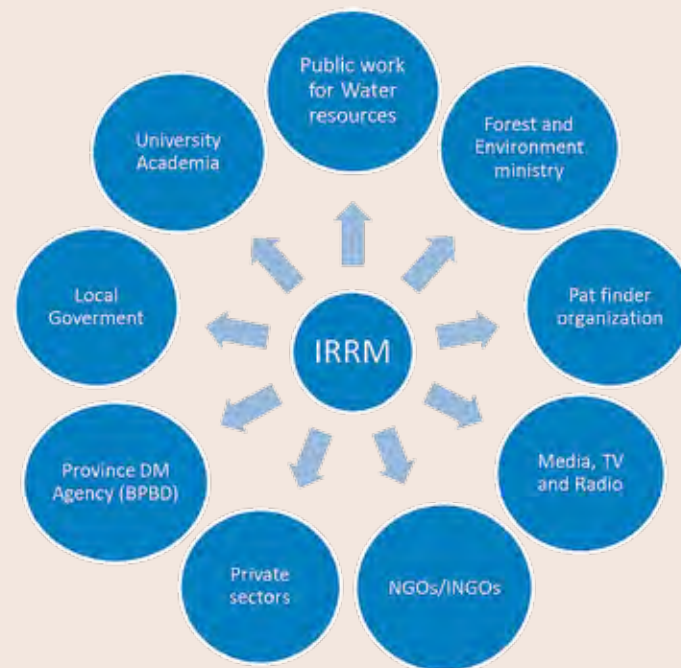 Public work
for Water
resources
Forest and
Environment
ministry
Pat finder
organization
Media, TV
and Radio
NGOs/INGOs
Private
sectors
Province DM
Agency (BPBD)
Local
Goverment
University
Academia
IRRM